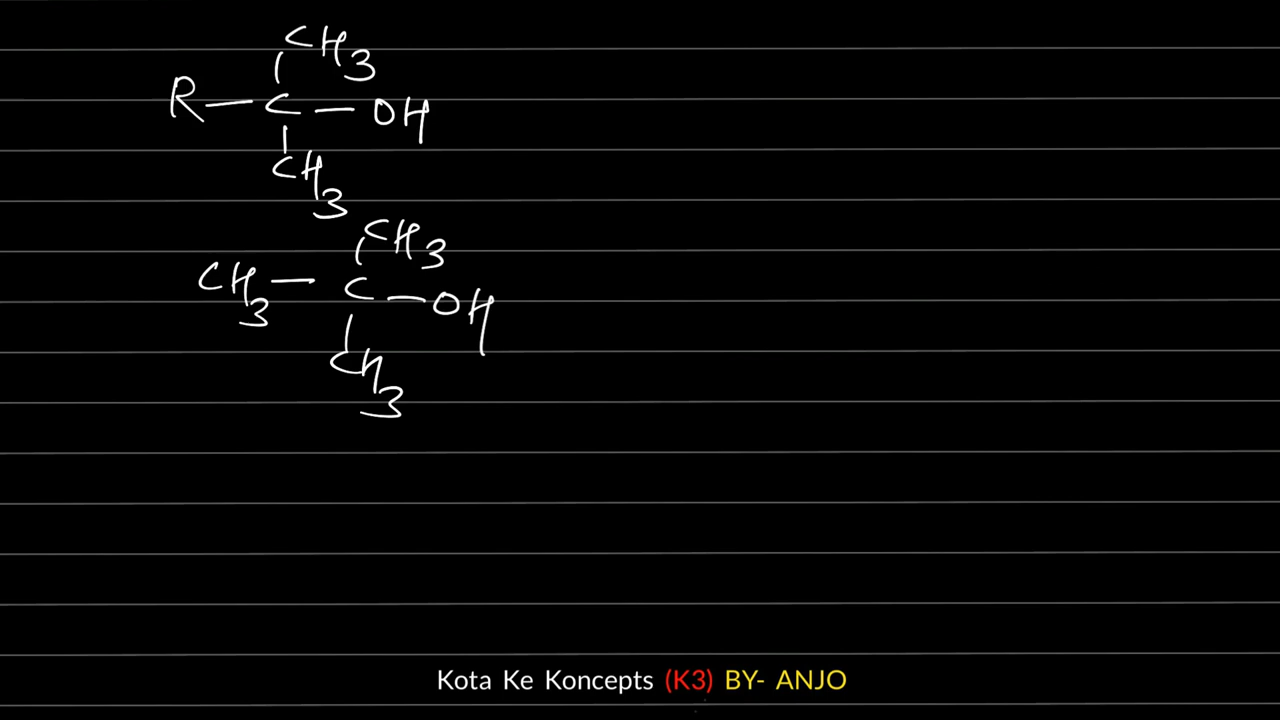 CH3
R—C—OH
CH3
CH3
CH3—C—OH
CH3
Kota Ke Koncepts (K3) BY- ANJO